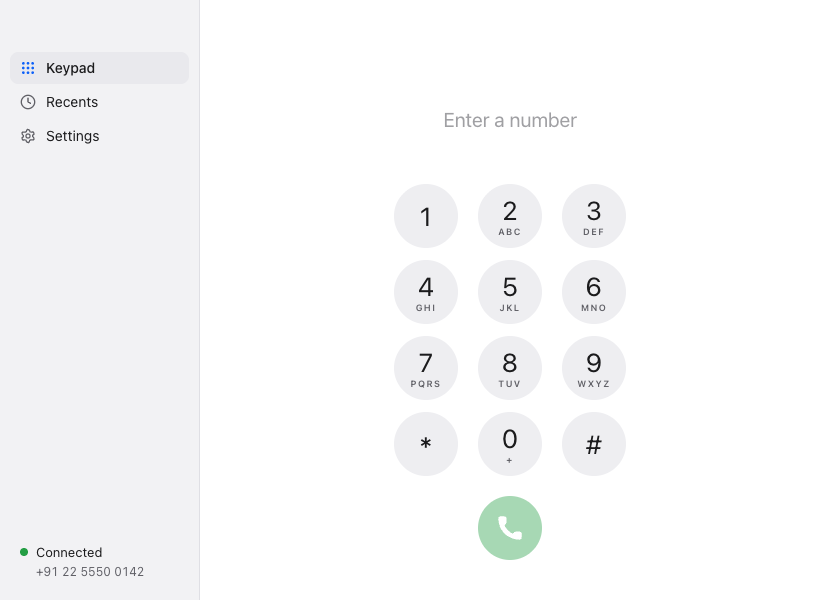 Keypad
Recents
Settings
Enter a number
1
2
ABC
3
DEF
4
GHI
5
JKL
6
MNO
7
PQRS
8
TUV
9
WXYZ
*
0
+
#
Connected
+91 22 5550 0142